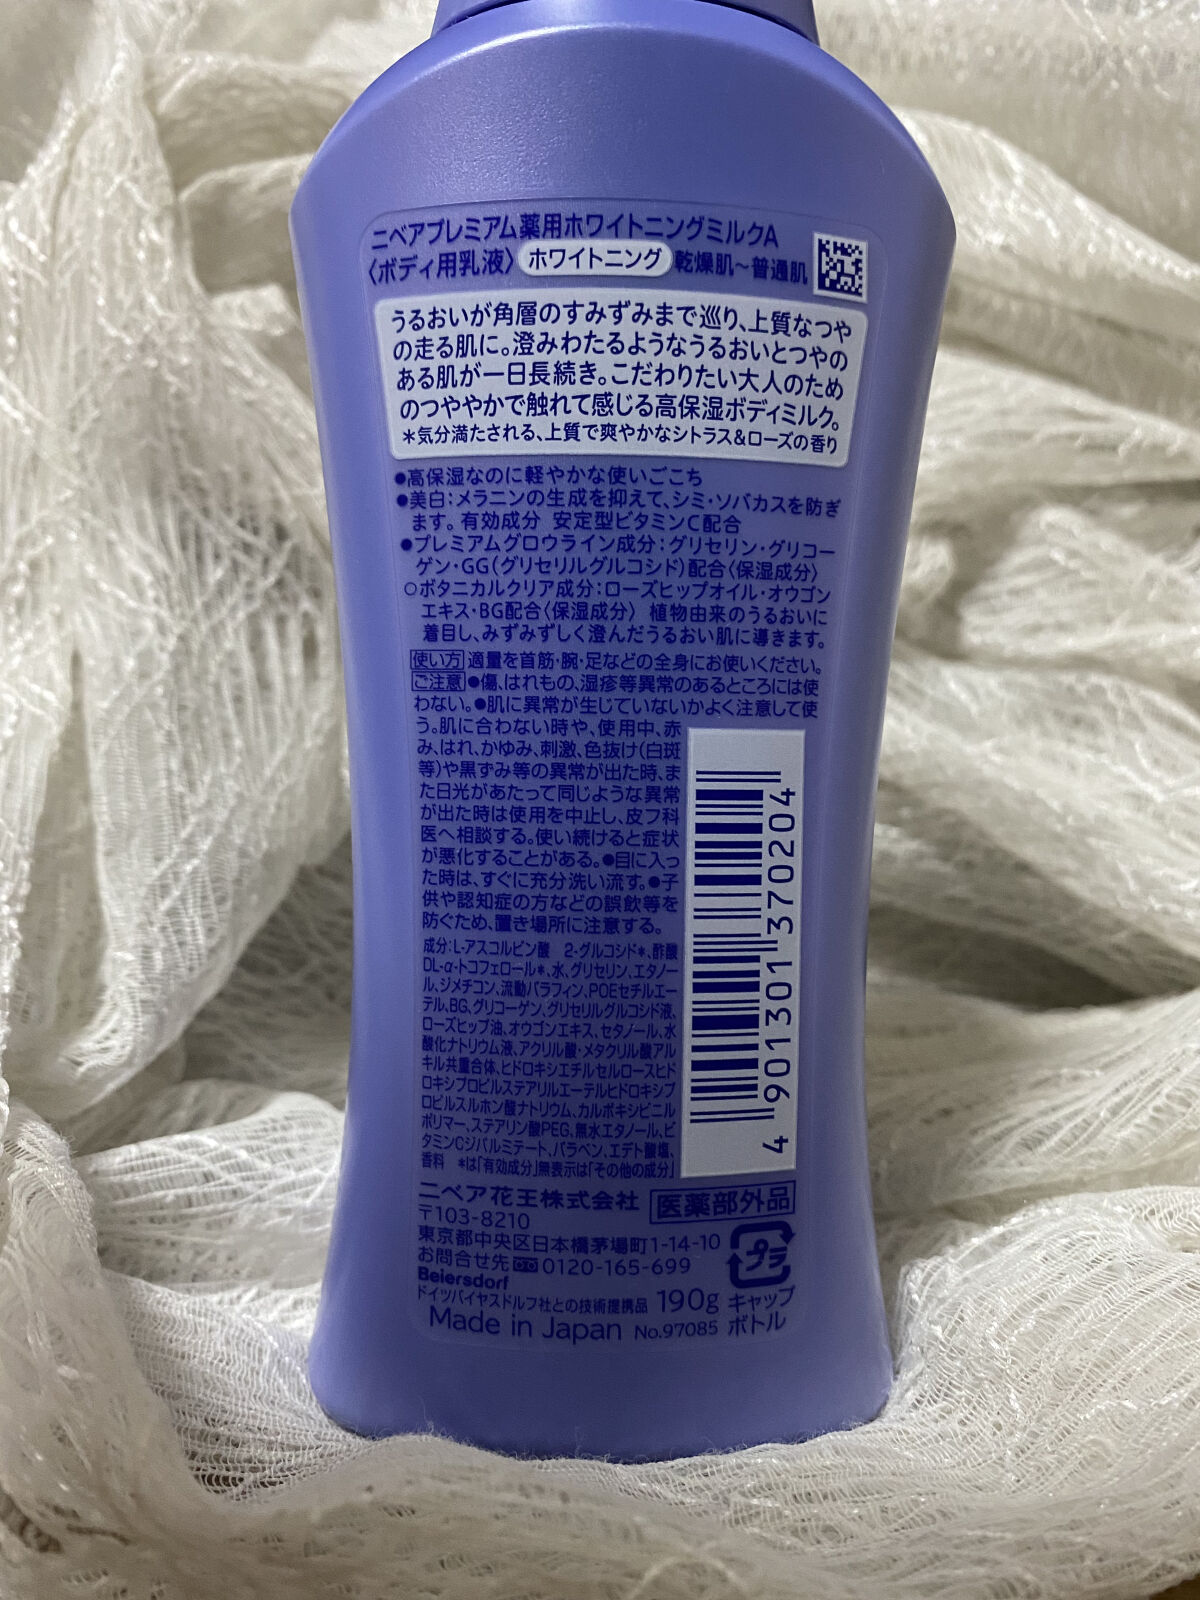 ニベアプレミアム薬用ホワイトニングミルクA
〈ボディ用乳液〉 ホワイトニング 乾燥肌～普通肌
うるおいが角層のすみずみまで巡り、上質なつや
の走る肌に。澄みわたるようなうるおいとつやの
ある肌が一日長続き。こだわりたい大人のため
のつややかで触れて感じる高保湿ボディミルク。
＊気分満たされる、上質で爽やかなシトラス&ローズの香り
●高保湿なのに軽やかな使いごこち
●美白：メラニンの生成を抑えて、シミ・ソバカスを防ぎ
ます。有効成分 安定型ビタミンC配合
●プレミアムグロウライン成分：グリセリン・グリコー
ゲン・GG（グリセリルグルコシド）配合〈保湿成分〉
○ボタニカルクリア成分：ローズヒップオイル・オウゴン
エキス・BG配合〈保湿成分〉 植物由来のうるおいに
着目し、みずみずしく澄んだうるおい肌に導きます。
使い方 適量を首筋・腕・足などの全身にお使いください。
ご注意 ●傷、はれもの、湿疹等異常のあるところには使
わない。●肌に異常が生じていないかよく注意して使
う。肌に合わない時や、使用中、赤
み、はれ、かゆみ、刺激、色抜け（白斑
等）や黒ずみ等の異常が出た時、ま
た日光があたって同じような異常
が出た時は使用を中止し、皮フ科
医へ相談する。使い続けると症状
が悪化することがある。●目に入っ
た時は、すぐに充分洗い流す。●子
供や認知症の方などの誤飲等を
防ぐため、置き場所に注意する。
成分：L-アスコルビン酸 2-グルコシド＊、酢酸
DL-α-トコフェロール＊、水、グリセリン、エタノー
ル、ジメチコン、流動パラフィン、POEセチルエー
テル、BG、グリコーゲン、グリセリルグルコシド液、
ローズヒップ油、オウゴンエキス、セタノール、水
酸化ナトリウム液、アクリル酸・メタクリル酸アル
キル共重合体、ヒドロキシエチルセルロースヒド
ロキシプロピルステアリルエーテルヒドロキシプ
ロピルスルホン酸ナトリウム、カルボキシビニル
ポリマー、ステアリン酸PEG、無水エタノール、ビ
タミンCジパルミテート、パラベン、エデト酸塩、
香料 ＊は「有効成分」無表示は「その他の成分」
4 901301 370204
ニベア花王株式会社 医薬部外品
〒103-8210
東京都中央区日本橋茅場町1-14-10
お問合せ先 0120-165-699
プラ
Beiersdorf
ドイツバイヤスドルフ社との技術提携品 190g キャップ
Made in Japan No.97085 ボトル